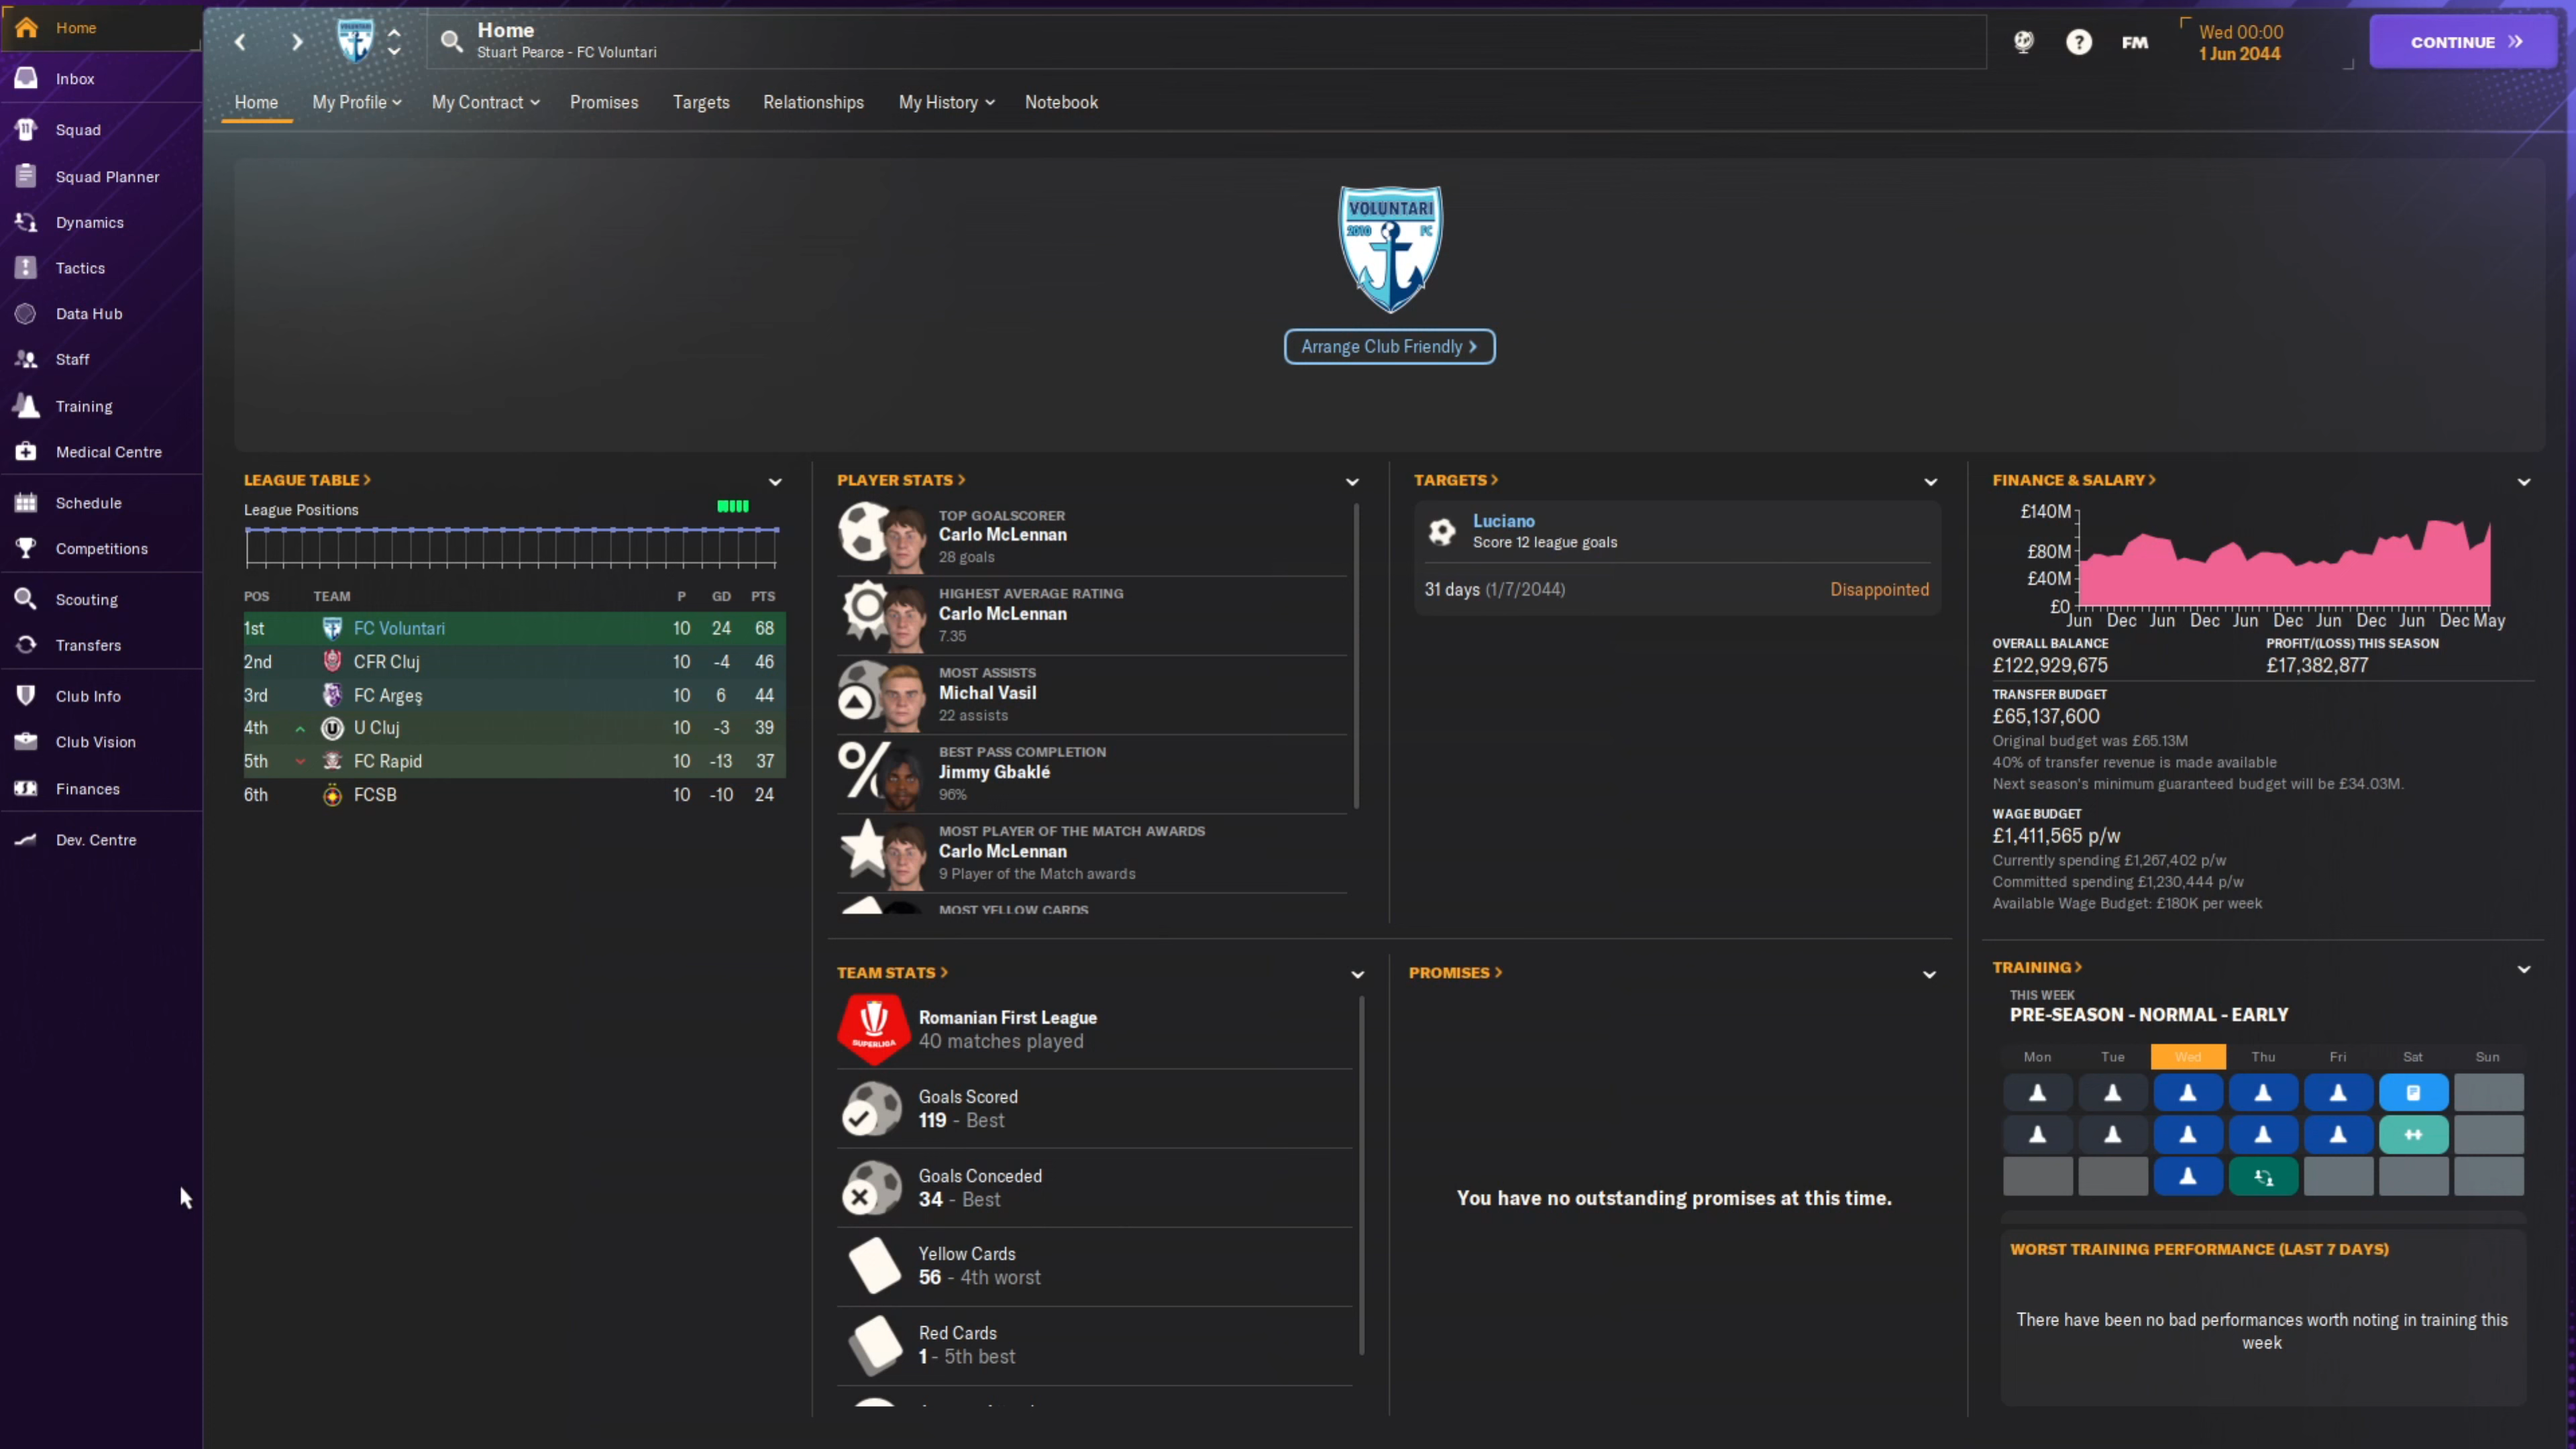 Home
Inbox
Squad
Squad Planner
Dynamics
Tactics
Data Hub
Staff
Training
Medical Centre
Schedule
Competitions
Scouting
Transfers
Club Info
Club Vision
Finances
Dev. Centre
VOLUNTARI
Home
Stuart Pearce - FC Voluntari
?
FM
Wed 00:00
1 Jun 2044
CONTINUE
Home My Profile My Contract Promises Targets Relationships My History Notebook
VOLUNTARI
2010 FC
Arrange Club Friendly >
LEAGUE TABLE >
League Positions
POS TEAM P GD PTS
1st FC Voluntari 10 24 68
2nd CFR Cluj 10 -4 46
3rd FC Argeş 10 6 44
4th U Cluj 10 -3 39
5th FC Rapid 10 -13 37
6th FCSB 10 -10 24
PLAYER STATS >
TOP GOALSCORER
Carlo McLennan
28 goals
HIGHEST AVERAGE RATING
Carlo McLennan
7.35
MOST ASSISTS
Michal Vasil
22 assists
%
BEST PASS COMPLETION
Jimmy Gbaklé
96%
MOST PLAYER OF THE MATCH AWARDS
Carlo McLennan
9 Player of the Match awards
MOST YELLOW CARDS
TEAM STATS >
SUPERLIGA
Romanian First League
40 matches played
Goals Scored
119 - Best
Goals Conceded
34 - Best
Yellow Cards
56 - 4th worst
Red Cards
1 - 5th best
TARGETS >
Luciano
Score 12 league goals
31 days (1/7/2044) Disappointed
PROMISES >
You have no outstanding promises at this time.
FINANCE & SALARY >
£140M
£80M
£40M
£0
Jun Dec Jun Dec Jun Dec Jun Dec Jun Dec May
OVERALL BALANCE PROFIT/(LOSS) THIS SEASON
£122,929,675 £17,382,877
TRANSFER BUDGET
£65,137,600
Original budget was £65.13M
40% of transfer revenue is made available
Next season's minimum guaranteed budget will be £34.03M.
WAGE BUDGET
£1,411,565 p/w
Currently spending £1,267,402 p/w
Committed spending £1,230,444 p/w
Available Wage Budget: £180K per week
TRAINING >
THIS WEEK
PRE-SEASON - NORMAL - EARLY
Mon Tue Wed Thu Fri Sat Sun
WORST TRAINING PERFORMANCE (LAST 7 DAYS)
There have been no bad performances worth noting in training this
week